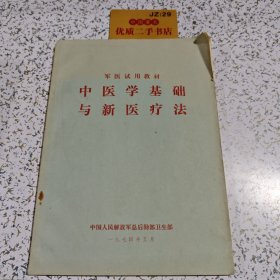 JZ:29
优质二手书店
军医试用教材
中医学基础
与新医疗法
中国人民解放军总后勤部卫生部
一九七四年五月